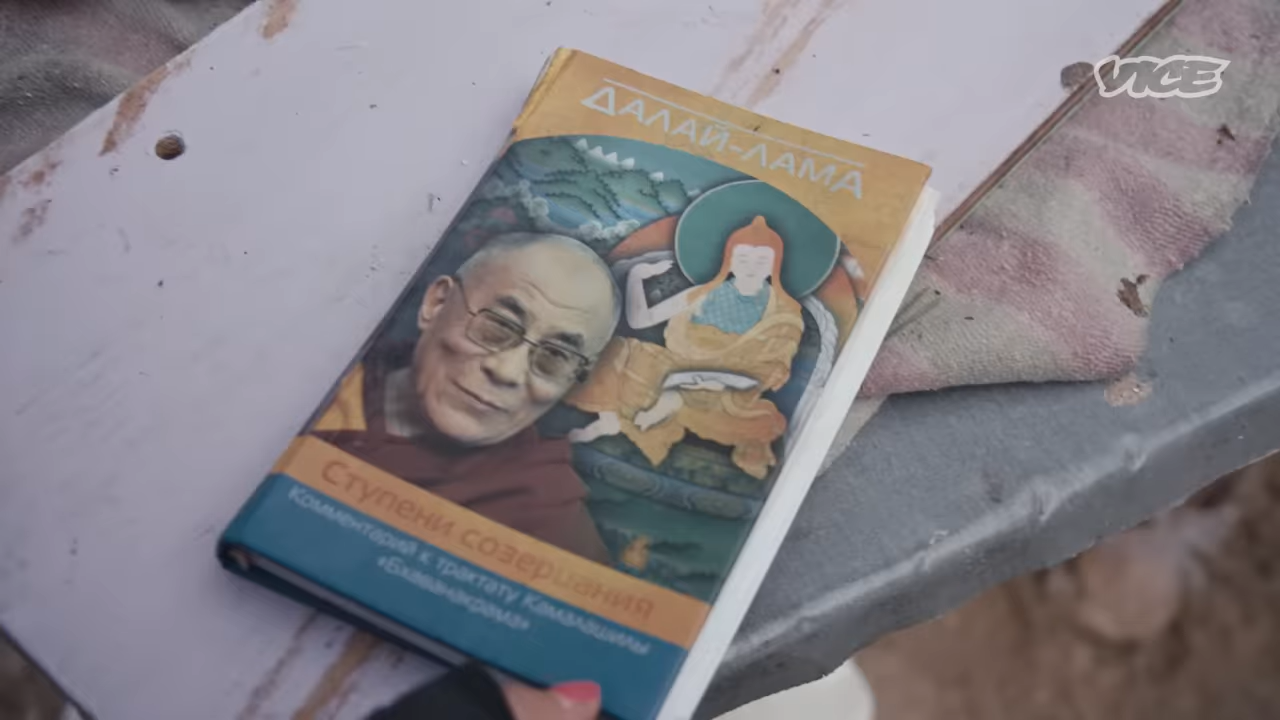 VICE
ДАЛАЙ-ЛАМА
Ступени созерцания
Комментарий к трактату Камалашилы
«Бхаванакрама»